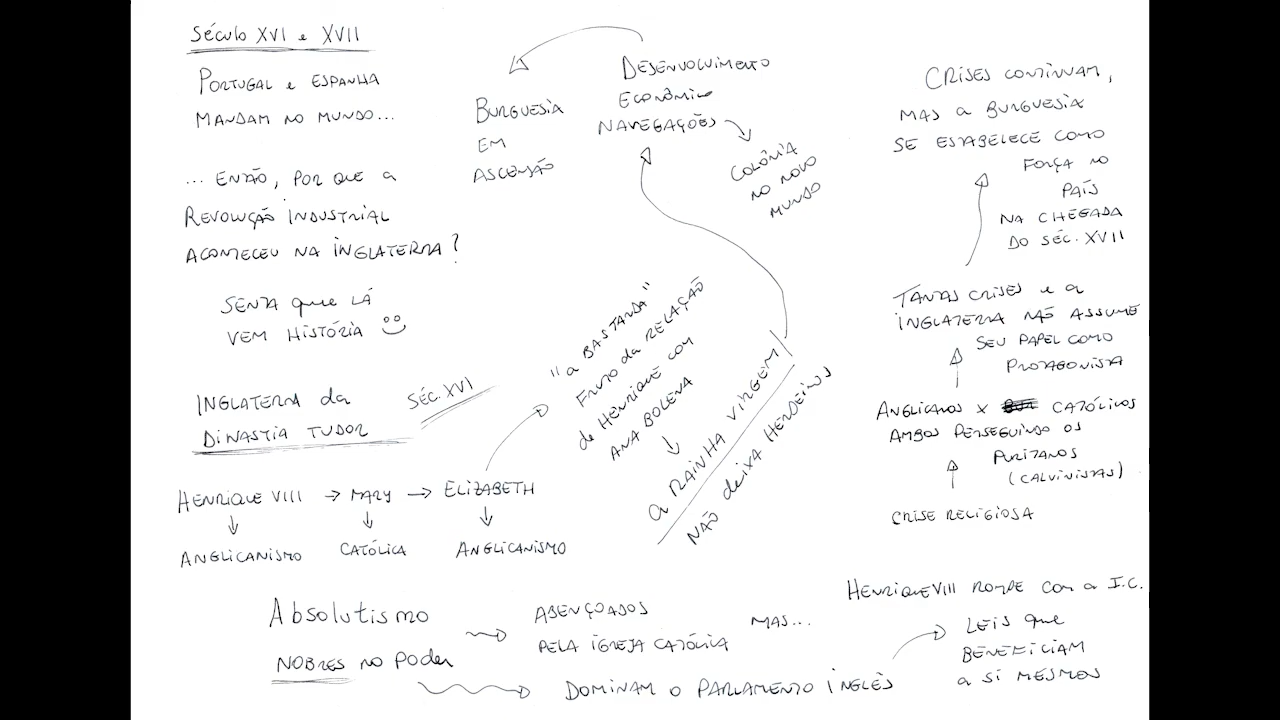 Século XVI e XVII
PORTUGAL e ESPANHA
MANDAM NO MUNDO...
... ENTÃO, POR QUE A
REVOLUÇÃO INDUSTRIAL
ACONTECEU NA INGLATERRA?
SENTA que LÁ
VEM HISTÓRIA
INGLATERRA da
DINASTIA TUDOR
SÉC. XVI
HENRIQUE VIII → MARY → ELIZABETH
ANGLICANISMO
CATÓLICA
ANGLICANISMO
"a BASTARDA"
FRUTO da RELAÇÃO
de HENRIQUE COM
ANA BOLENA
a RAINHA VIRGEM
NÃO deixa HERDEIROS
DESENVOLVIMENTO
ECONÔMICO
NAVEGAÇÕES
BURGUESIA
EM
ASCENSÃO
COLÔNIA
NO NOVO
MUNDO
CRISES CONTINUAM,
MAS a BURGUESIA
SE ESTABELECE COMO
FORÇA NO
PAÍS
NA CHEGADA
DO SÉC. XVII
TANTAS CRISES e a
INGLATERRA NÃO ASSUME
SEU PAPEL COMO
PROTAGONISTA
ANGLICANOS X CATÓLICOS
AMBOS PERSEGUINDO OS
PURITANOS
(CALVINISTAS)
CRISE RELIGIOSA
Absolutismo
NOBRES no Poder
ABENÇOADOS
PELA IGREJA CATÓLICA
MAS...
DOMINAM O PARLAMENTO INGLÊS
HENRIQUE VIII ROMPE com a I.C.
LEIS que
BENEFICIAM
a SI MESMOS